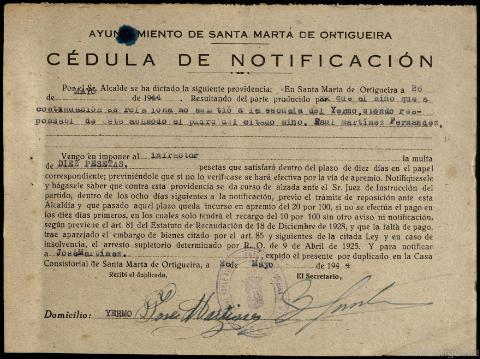 AYUNTAMIENTO DE SANTA MARTA DE ORTIGUEIRA
CÉDULA DE NOTIFICACIÓN
Por el Sr. Alcalde se ha dictado la siguiente providencia: «En Santa Marta de Ortigueira a 26
de MAYO de 1944. Resultando del parte producido por que el niño que a
continuación se relaciona no asistió a la escuela del Yermo, siendo res-
ponsabel de esto acusado el padre del citado niño. Raul Martinez Fernandez.
Vengo en imponer al infractor la multa
de DIEZ PESETAS. pesetas que satisfará dentro del plazo de diez días en el papel
correspondiente; previniéndole que si no lo verificase se hará efectiva por la vía de apremio. Notifíquesele
y hágasele saber que contra esta providencia se da curso de alzada ante el Sr. Juez de Instrucción del
partido, dentro de los ocho días siguientes a la notificación, previo el trámite de reposición ante esta
Alcaldía y que pasado aquel plazo queda incurso en apremio del 20 por 100, si no se efectúa el pago en
los diez días primeros, en los cuales solo tendrá el recargo del 10 por 100 sin otro aviso ni notificación,
según previene el art. 81 del Estatuto de Recaudación de 18 de Diciembre de 1928, y que la falta de pago,
trae aparejado el embargo de bienes citado por el art. 85 y siguientes de la citada Ley y en caso de
insolvencia, el arresto supletorio determinado por R. O. de 9 de Abril de 1925. Y para notificar
a José Martinez. expido el presente por duplicado en la Casa
Consistorial de Santa Marta de Ortigueira, a 26 de Mayo de 1944
Recibí el duplicado, El Secretario,
Domicilio: YERMO José Martinez